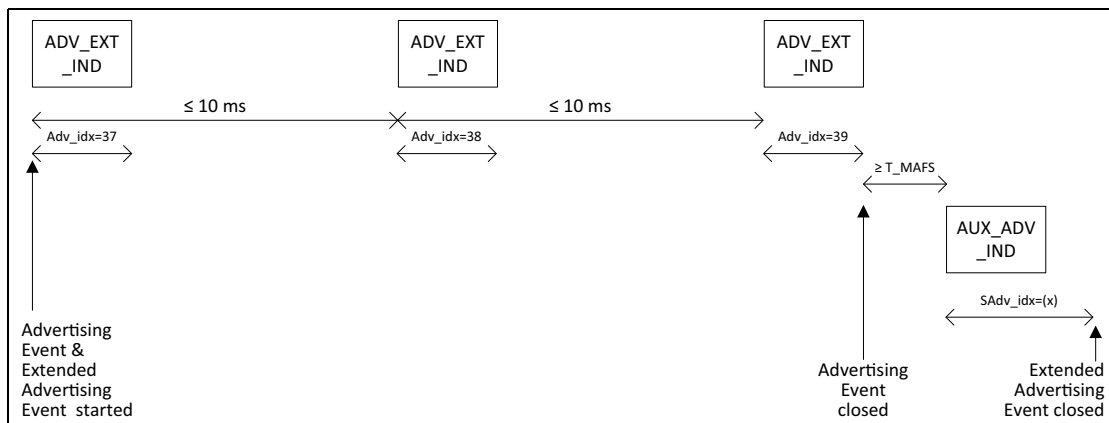 ADV_EXT
_IND
ADV_EXT
_IND
ADV_EXT
_IND
≤ 10 ms
≤ 10 ms
Adv_idx=37
Adv_idx=38
Adv_idx=39
≥ T_MAFS
AUX_ADV
_IND
SAdv_idx=(x)
Advertising
Event &
Extended
Advertising
Event started
Advertising
Event
closed
Extended
Advertising
Event closed